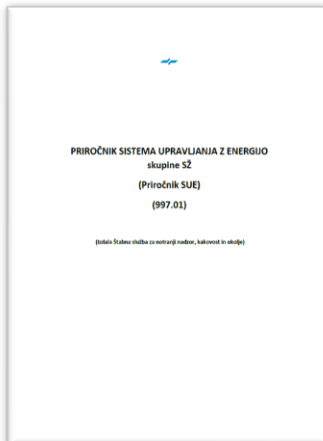 PRIROČNIK SISTEMA UPRAVLJANJA Z ENERGIJO
skupine SŽ
(Priročnik SUE)
(997.01)
(Izdala Štabna služba za notranji nadzor, kakovost in okolje)